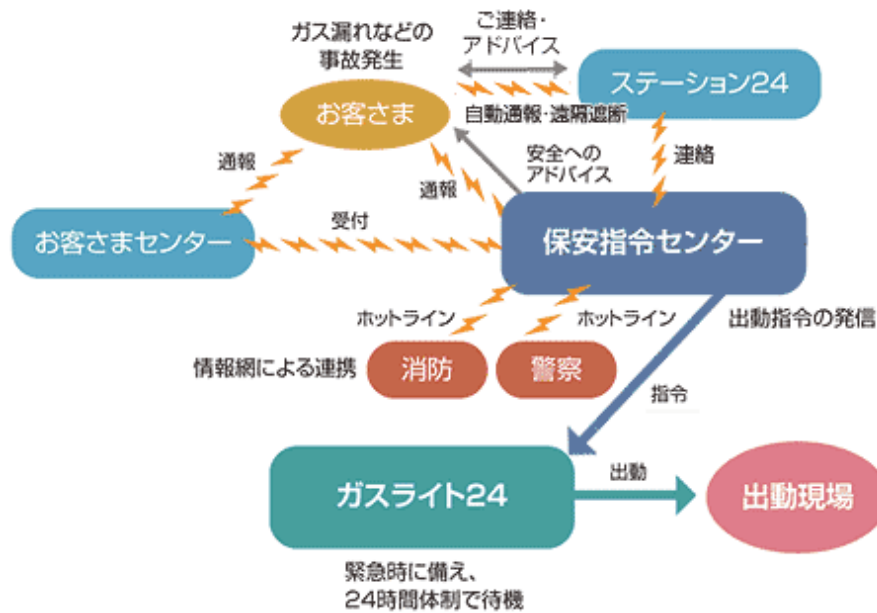 ガス漏れなどの
事故発生
ご連絡・
アドバイス
ステーション24
お客さま
自動通報・遠隔遮断
通報
通報
安全への
アドバイス
連絡
お客さまセンター
受付
保安指令センター
ホットライン
ホットライン
出動指令の発信
情報網による連携
消防
警察
指令
ガスライト24
出動
出動現場
緊急時に備え、
24時間体制で待機